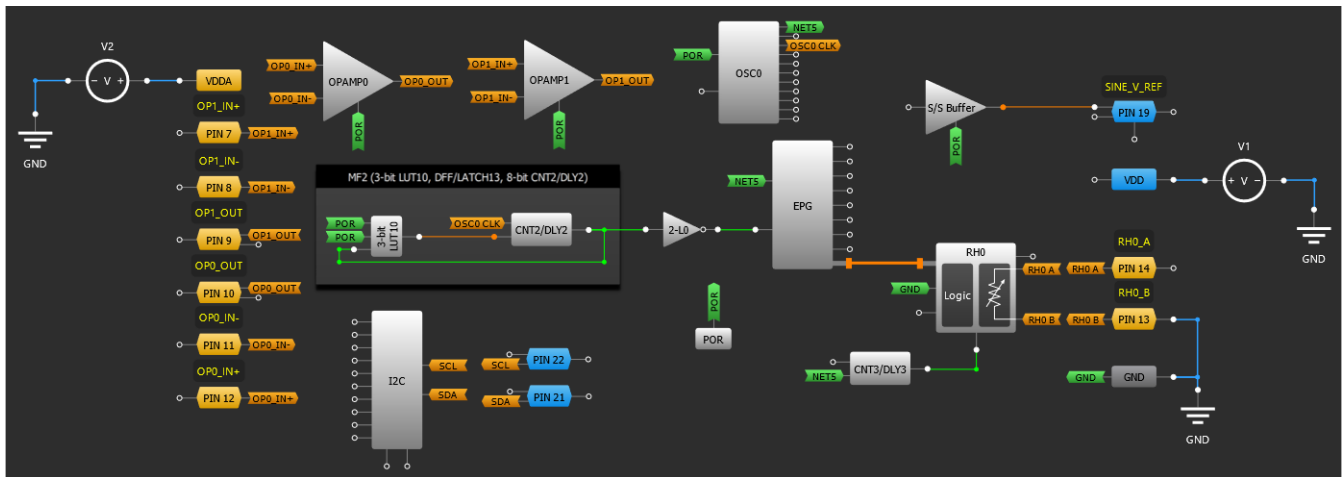 V2
- V +
GND
VDDA
OP1_IN+
PIN 7
OP1_IN+
OP1_IN-
PIN 8
OP1_IN-
OP1_OUT
PIN 9
OP1_OUT
OP0_OUT
PIN 10
OP0_OUT
OP0_IN-
PIN 11
OP0_IN-
OP0_IN+
PIN 12
OP0_IN+
OP0_IN+
OP0_IN-
OPAMP0
OP0_OUT
POR
OP1_IN+
OP1_IN-
OPAMP1
OP1_OUT
POR
MF2 (3-bit LUT10, DFF/LATCH13, 8-bit CNT2/DLY2)
POR
POR
3-bit
LUT10
OSC0 CLK
CNT2/DLY2
2-L0
POR
POR
I2C
SCL
SDA
SCL
PIN 22
SDA
PIN 21
POR
OSC0
NET5
OSC0 CLK
NET5
EPG
S/S Buffer
POR
SINE_V_REF
PIN 19
V1
+ V -
VDD
GND
GND
RH0
Logic
RH0 A
RH0 B
RH0_A
RH0 A
PIN 14
RH0_B
RH0 B
PIN 13
NET5
CNT3/DLY3
GND
GND
GND